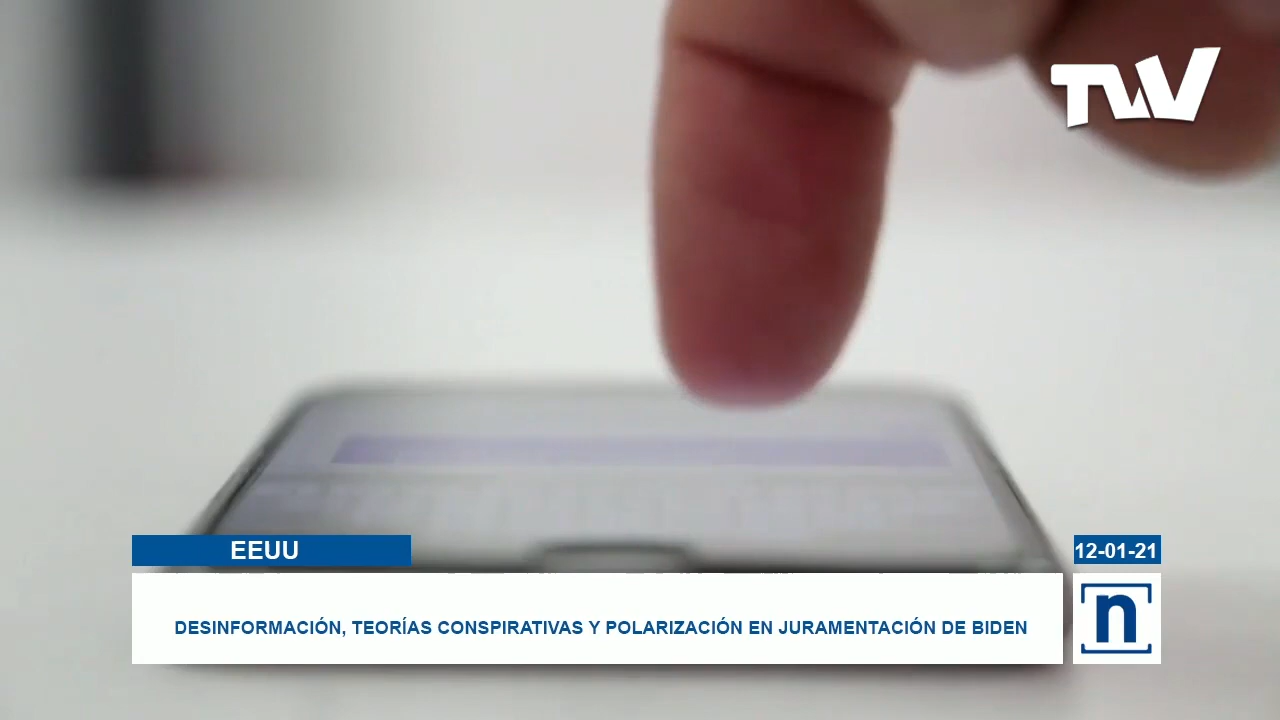 TVV
EEUU
12-01-21
DESINFORMACIÓN, TEORÍAS CONSPIRATIVAS Y POLARIZACIÓN EN JURAMENTACIÓN DE BIDEN
n